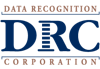 DATA RECOGNITION
DRC
CORPORATION